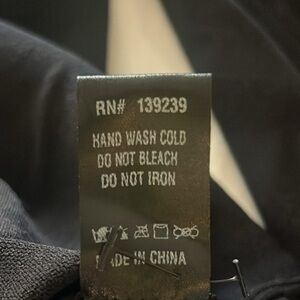 RN# 139239
HAND WASH COLD
DO NOT BLEACH
DO NOT IRON
MADE IN CHINA